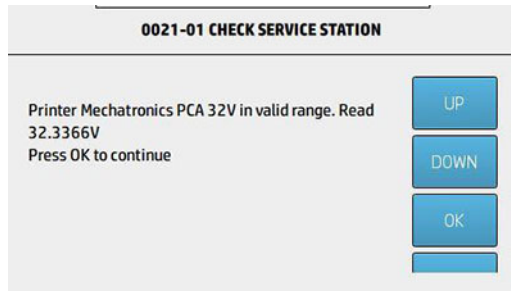 0021-01 CHECK SERVICE STATION
Printer Mechatronics PCA 32V in valid range. Read
32.3366V
Press OK to continue
UP
DOWN
OK